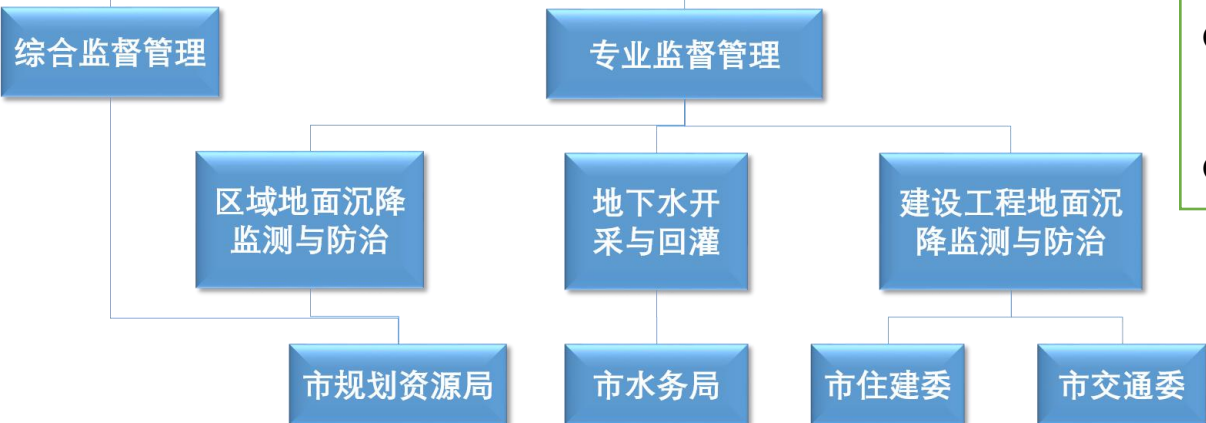 综合监督管理
专业监督管理
区域地面沉降
监测与防治
地下水开
采与回灌
建设工程地面沉
降监测与防治
市规划资源局
市水务局
市住建委
市交通委